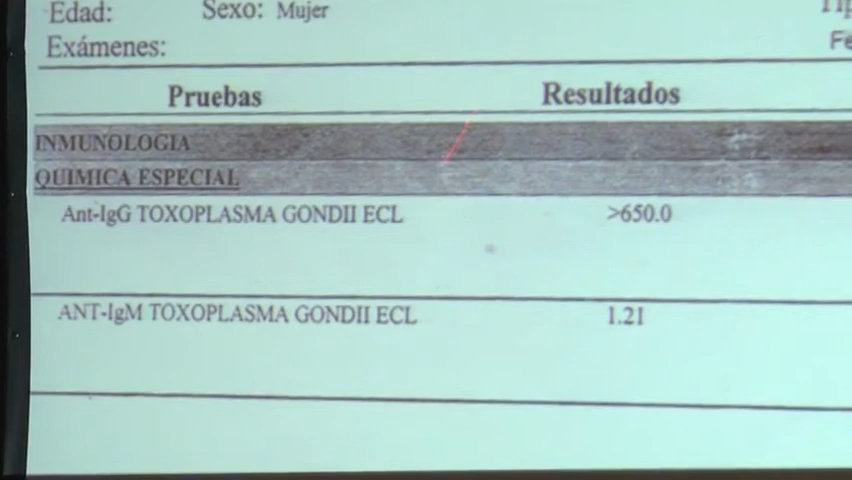 Edad: Sexo: Mujer
Exámenes:
Pruebas Resultados
INMUNOLOGIA
QUIMICA ESPECIAL
Ant-IgG TOXOPLASMA GONDII ECL >650.0
ANT-IgM TOXOPLASMA GONDII ECL 1.21